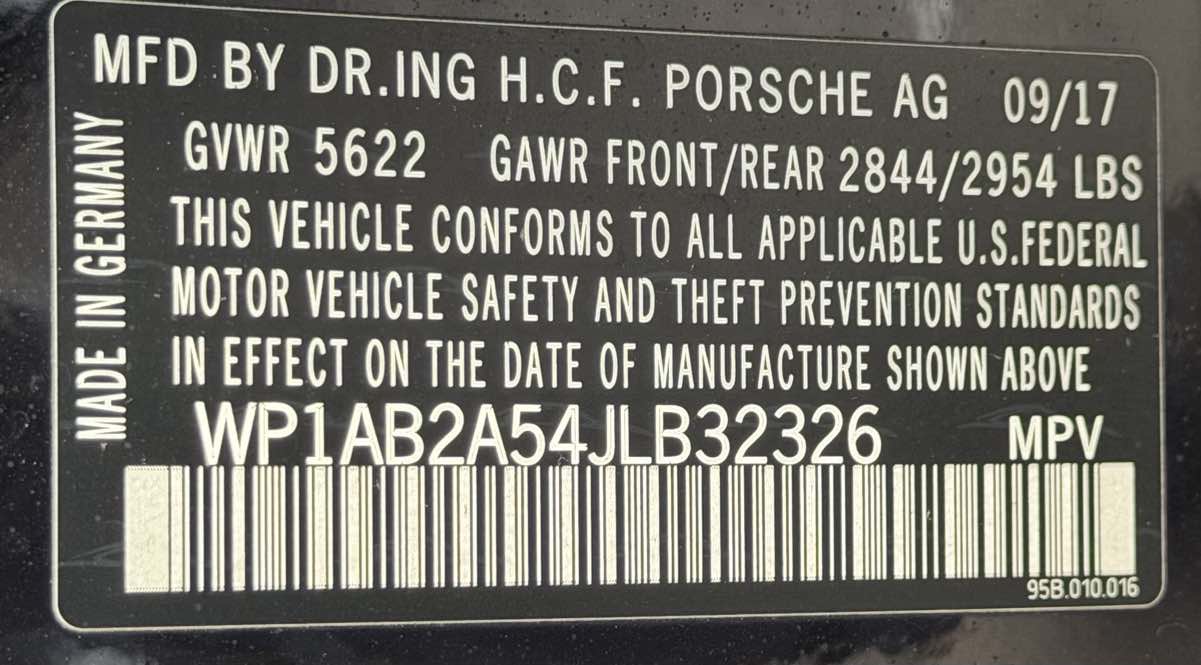 MFD BY DR.ING H.C.F. PORSCHE AG 09/17
GVWR 5622 GAWR FRONT/REAR 2844/2954 LBS
THIS VEHICLE CONFORMS TO ALL APPLICABLE U.S.FEDERAL
MOTOR VEHICLE SAFETY AND THEFT PREVENTION STANDARDS
IN EFFECT ON THE DATE OF MANUFACTURE SHOWN ABOVE
WP1AB2A54JLB32326 MPV
95B.010.016
MADE IN GERMANY